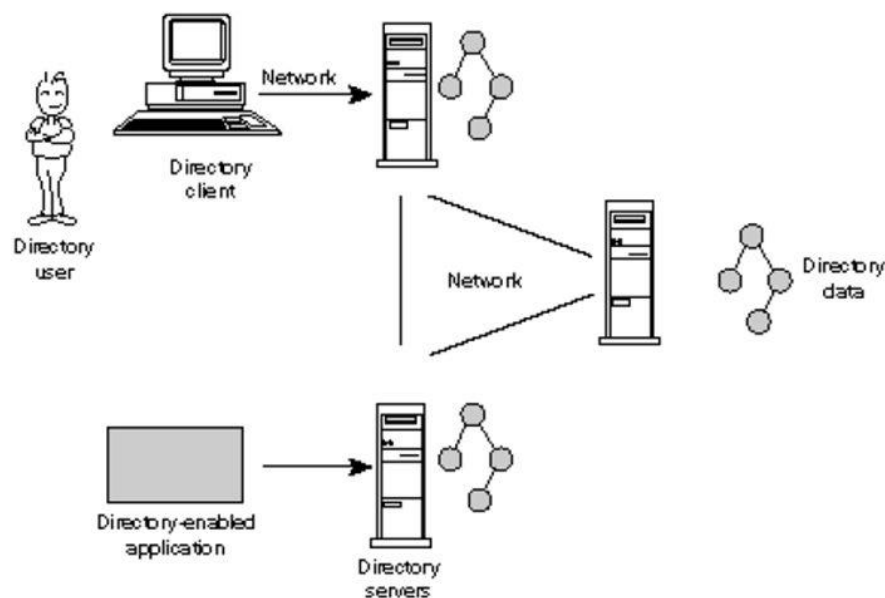 Network
Directory
client
Directory
user
Network
Directory
data
Directory-enabled
application
Directory
servers